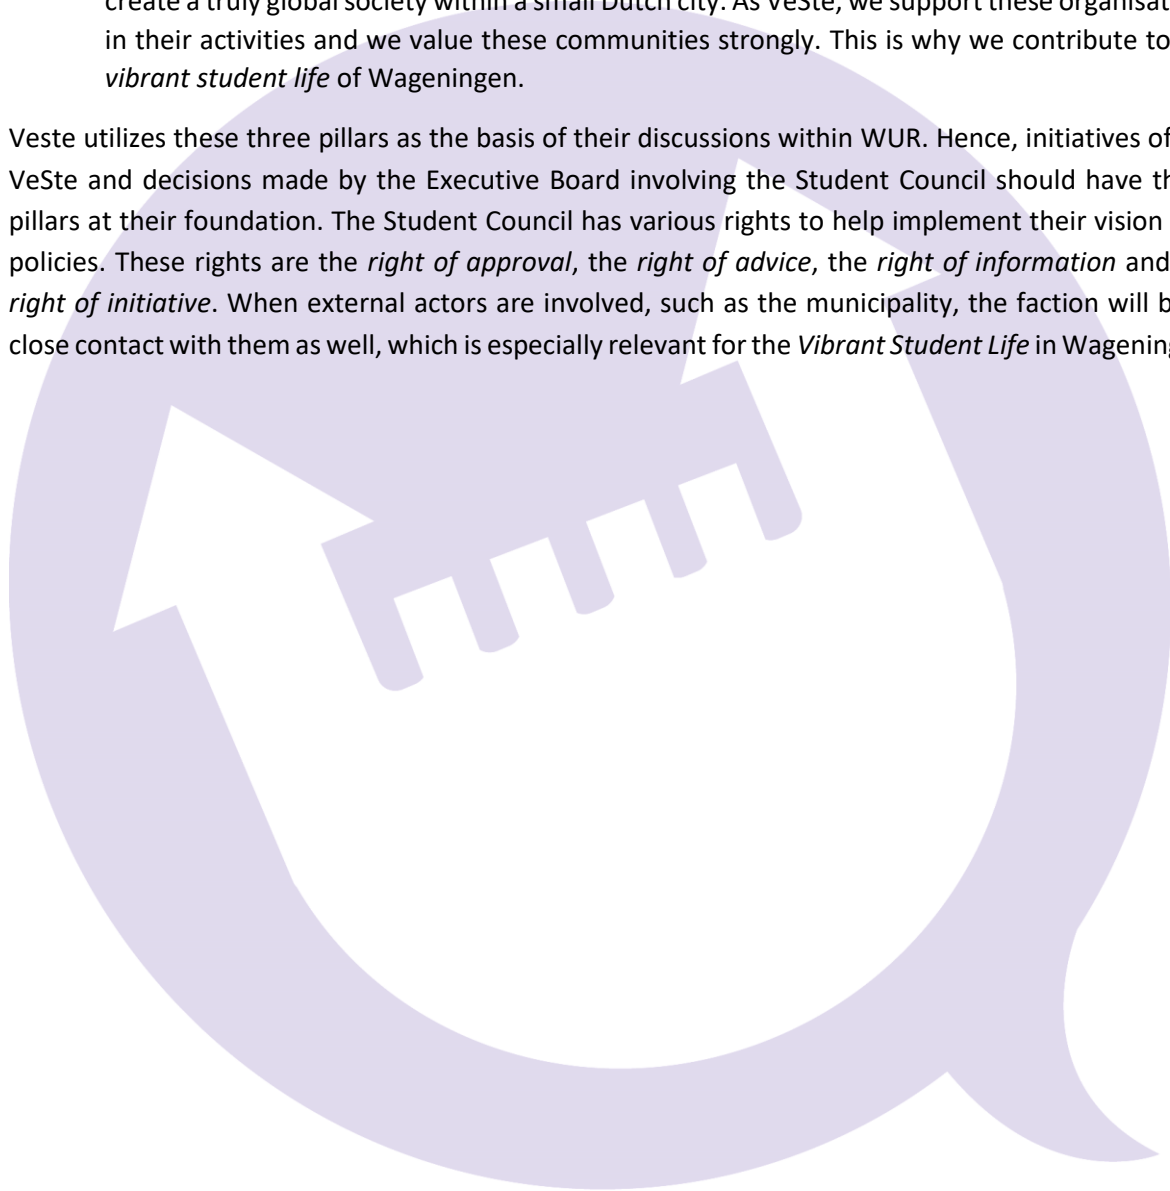 create a truly global society within a small Dutch city. As VeSte, we support these organisat
in their activities and we value these communities strongly. This is why we contribute to
vibrant student life of Wageningen.
Veste utilizes these three pillars as the basis of their discussions within WUR. Hence, initiatives of
VeSte and decisions made by the Executive Board involving the Student Council should have th
pillars at their foundation. The Student Council has various rights to help implement their vision
policies. These rights are the right of approval, the right of advice, the right of information and
right of initiative. When external actors are involved, such as the municipality, the faction will b
close contact with them as well, which is especially relevant for the Vibrant Student Life in Wagening